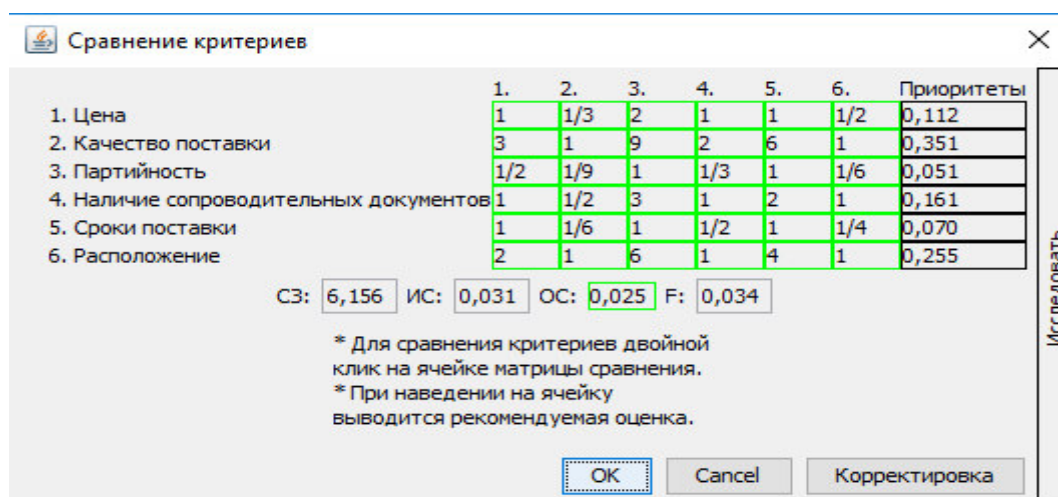 Сравнение критериев
1. 2. 3. 4. 5. 6. Приоритеты
1. Цена 1 1/3 2 1 1 1/2 0,112
2. Качество поставки 3 1 9 2 6 1 0,351
3. Партийность 1/2 1/9 1 1/3 1 1/6 0,051
4. Наличие сопроводительных документов 1 1/2 3 1 2 1 0,161
5. Сроки поставки 1 1/6 1 1/2 1 1/4 0,070
6. Расположение 2 1 6 1 4 1 0,255
СЗ: 6,156 ИС: 0,031 ОС: 0,025 F: 0,034
* Для сравнения критериев двойной
клик на ячейке матрицы сравнения.
* При наведении на ячейку
выводится рекомендуемая оценка.
OK Cancel Корректировка
Исследовать